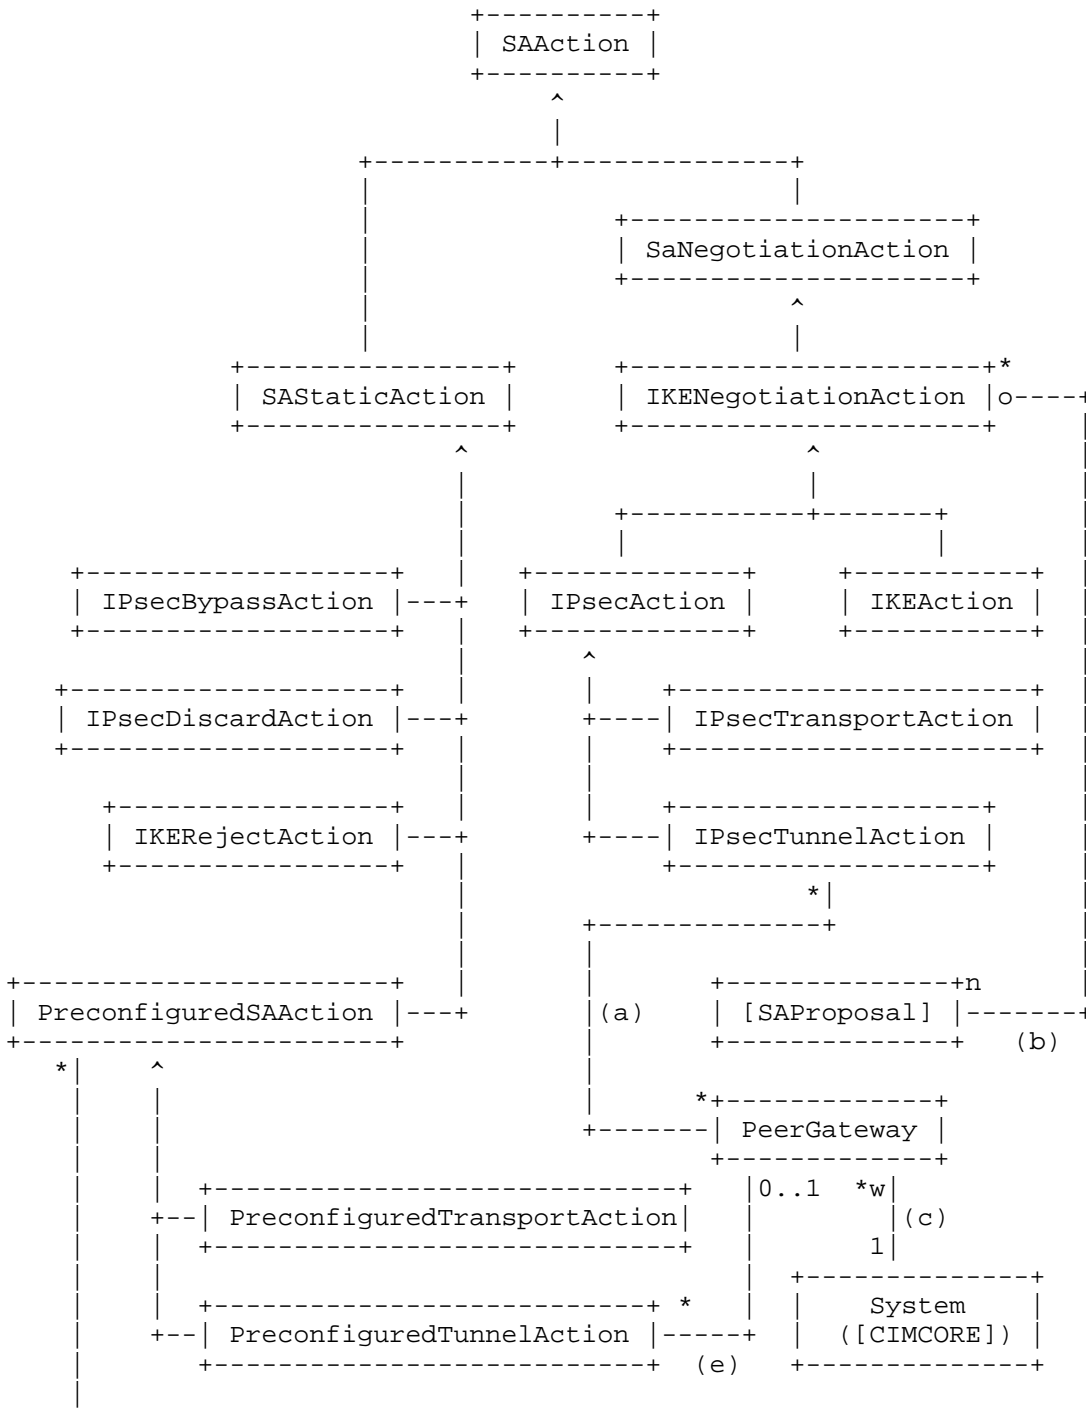 SAAction
SaNegotiationAction
*
SAStaticAction
IKENegotiationAction
o
IPsecBypassAction
IPsecAction
IKEAction
IPsecDiscardAction
IPsecTransportAction
IKERejectAction
IPsecTunnelAction
*
n
PreconfiguredSAAction
(a)
[SAProposal]
(b)
*
*
PeerGateway
0..1
*w
PreconfiguredTransportAction
(c)
1
*
System
PreconfiguredTunnelAction
([CIMCORE])
(e)